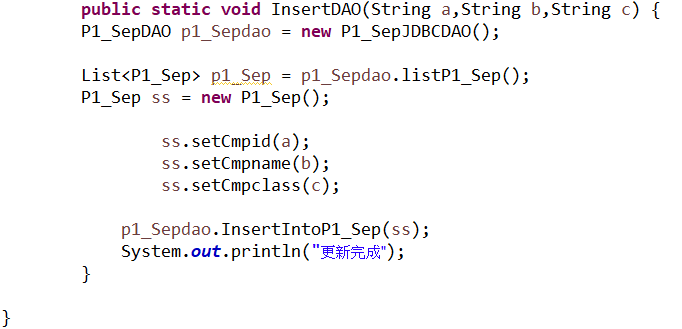 public static void InsertDAO(String a,String b,String c) {
P1_SepDAO p1_Sepdao = new P1_SepJDBCDAO();
List<P1_Sep> p1_Sep = p1_Sepdao.listP1_Sep();
P1_Sep ss = new P1_Sep();
ss.setCmpid(a);
ss.setCmpname(b);
ss.setCmpclass(c);
p1_Sepdao.InsertIntoP1_Sep(ss);
System.out.println("更新完成");
}
}